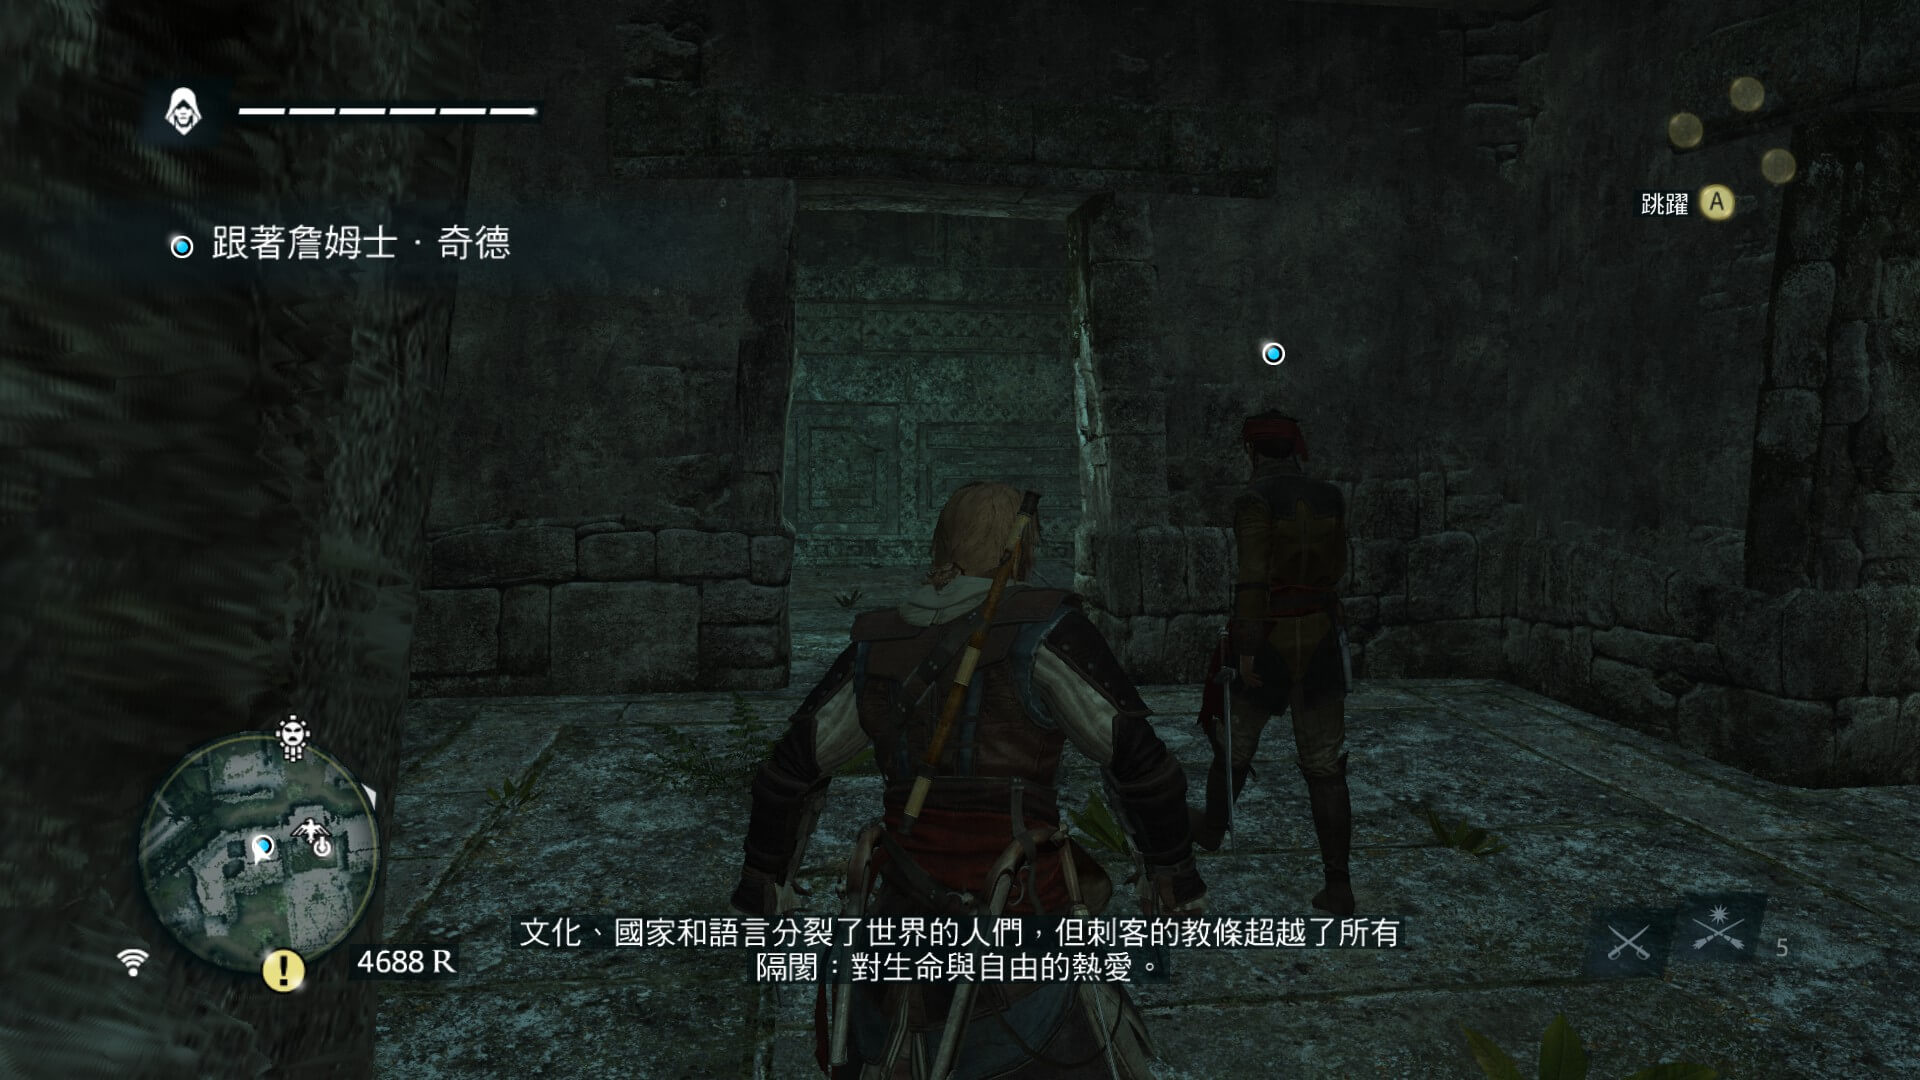 跟著詹姆士·奇德
跳躍 A
4688 R
文化、國家和語言分裂了世界的人們，但刺客的教條超越了所有
隔閡：對生命與自由的熱愛。
5